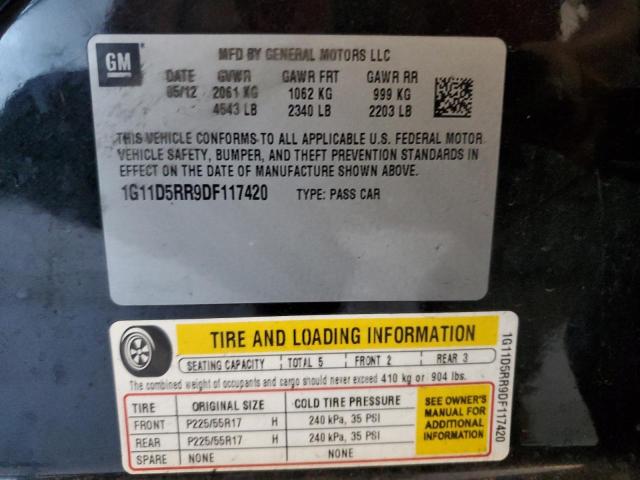 GM
MFD BY GENERAL MOTORS LLC
DATE GVWR GAWR FRT GAWR RR
05/12 2061 KG 1062 KG 999 KG
4543 LB 2340 LB 2203 LB
THIS VEHICLE CONFORMS TO ALL APPLICABLE U.S. FEDERAL MOTOR
VEHICLE SAFETY, BUMPER, AND THEFT PREVENTION STANDARDS IN
EFFECT ON THE DATE OF MANUFACTURE SHOWN ABOVE.
1G11D5RR9DF117420 TYPE: PASS CAR
TIRE AND LOADING INFORMATION
SEATING CAPACITY TOTAL 5 FRONT 2 REAR 3
The combined weight of occupants and cargo should never exceed 410 kg or 904 lbs.
TIRE ORIGINAL SIZE COLD TIRE PRESSURE
FRONT P225/55R17 H 240 kPa, 35 PSI
REAR P225/55R17 H 240 kPa, 35 PSI
SPARE NONE NONE
SEE OWNER'S
MANUAL FOR
ADDITIONAL
INFORMATION
1G11D5RR9DF117420